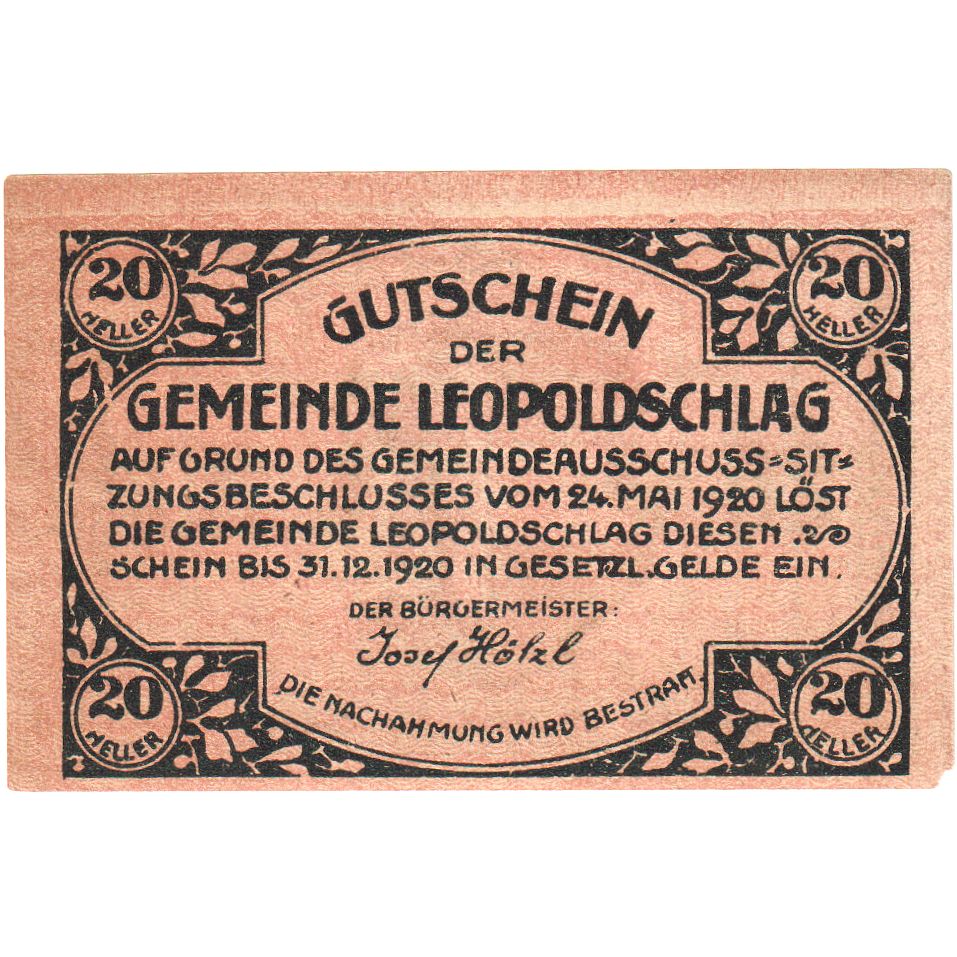 20 HELLER
20 HELLER
GUTSCHEIN
DER
GEMEINDE LEOPOLDSCHLAG
AUF GRUND DES GEMEINDEAUSSCHUSS=SIT=
ZUNGSBESCHLUSSES VOM 24. MAI 1920 LÖST
DIE GEMEINDE LEOPOLDSCHLAG DIESEN.
SCHEIN BIS 31.12.1920 IN GESETZL. GELDE EIN.
DER BÜRGERMEISTER:
Josef Hölzl
DIE NACHAHMUNG WIRD BESTRAFT.
20 HELLER
20 HELLER